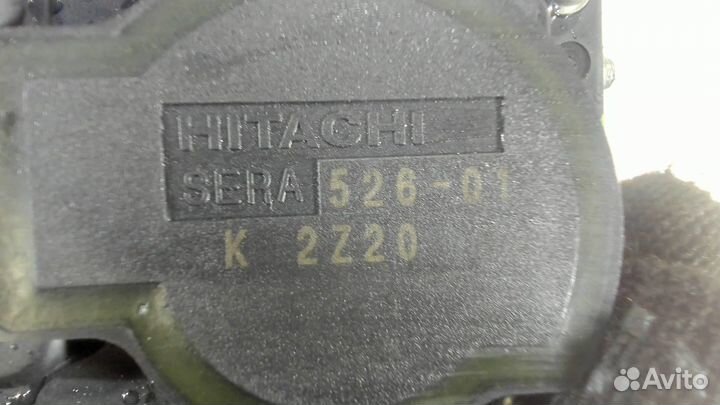 HITACHI
SERA 526-01
K 2Z20
Avito